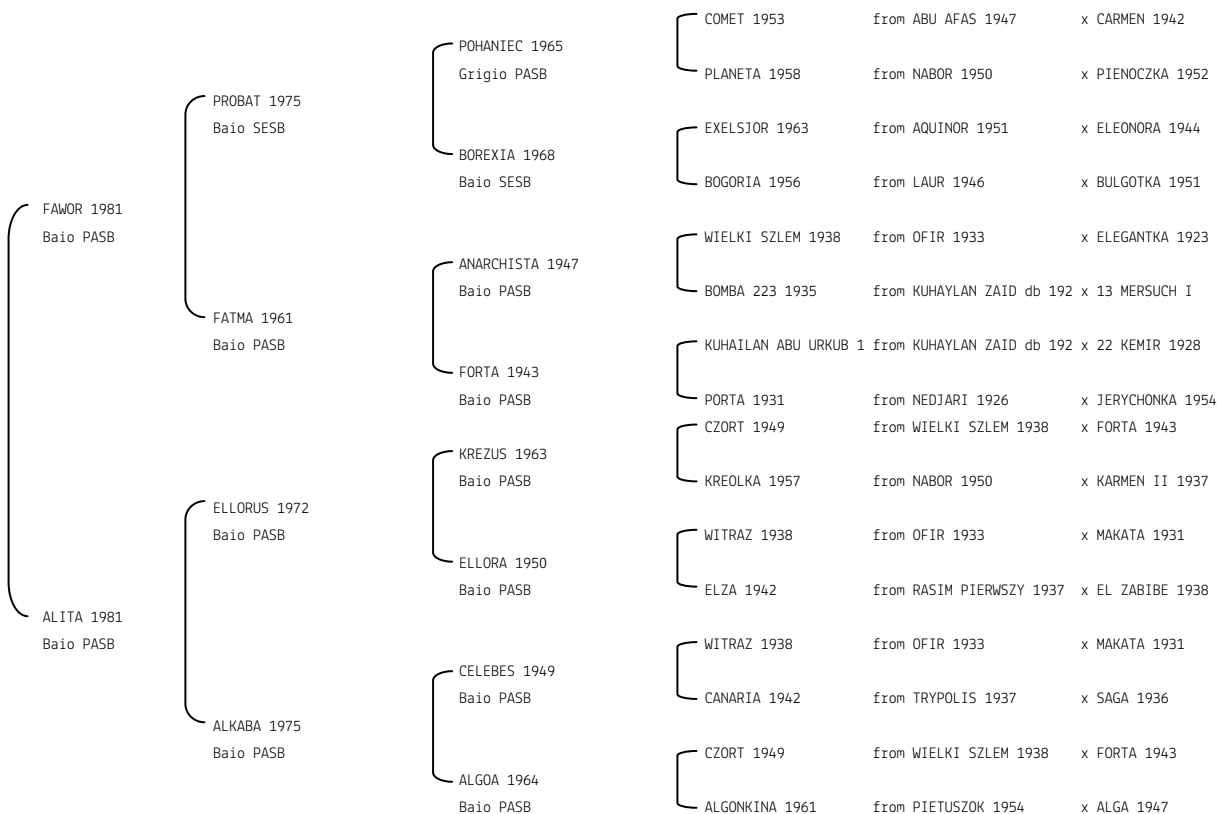 COMET 1953 from ABU AFAS 1947 x CARMEN 1942
POHANIEC 1965
Grigio PASB
PLANETA 1958 from NABOR 1950 x PIENOCZKA 1952
PROBAT 1975
Baio SESB
EXELSJOR 1963 from AQUINOR 1951 x ELEONORA 1944
BOREXIA 1968
Baio SESB
BOGORIA 1956 from LAUR 1946 x BULGOTKA 1951
FAWOR 1981
Baio PASB
WIELKI SZLEM 1938 from OFIR 1933 x ELEGANTKA 1923
ANARCHISTA 1947
Baio PASB
BOMBA 223 1935 from KUHAYLAN ZAID db 192 x 13 MERSUCH I
FATMA 1961
Baio PASB
KUHAILAN ABU URKUB 1 from KUHAYLAN ZAID db 192 x 22 KEMIR 1928
FORTA 1943
Baio PASB
PORTA 1931 from NEDJARI 1926 x JERYCHONKA 1954
CZORT 1949 from WIELKI SZLEM 1938 x FORTA 1943
KREZUS 1963
Baio PASB
KREOLKA 1957 from NABOR 1950 x KARMEN II 1937
ELLORUS 1972
Baio PASB
WITRAZ 1938 from OFIR 1933 x MAKATA 1931
ELLORA 1950
Baio PASB
ELZA 1942 from RASIM PIERWSZY 1937 x EL ZABIBE 1938
ALITA 1981
Baio PASB
WITRAZ 1938 from OFIR 1933 x MAKATA 1931
CELEBES 1949
Baio PASB
CANARIA 1942 from TRYPOLIS 1937 x SAGA 1936
ALKABA 1975
Baio PASB
CZORT 1949 from WIELKI SZLEM 1938 x FORTA 1943
ALGOA 1964
Baio PASB
ALGONKINA 1961 from PIETUSZOK 1954 x ALGA 1947